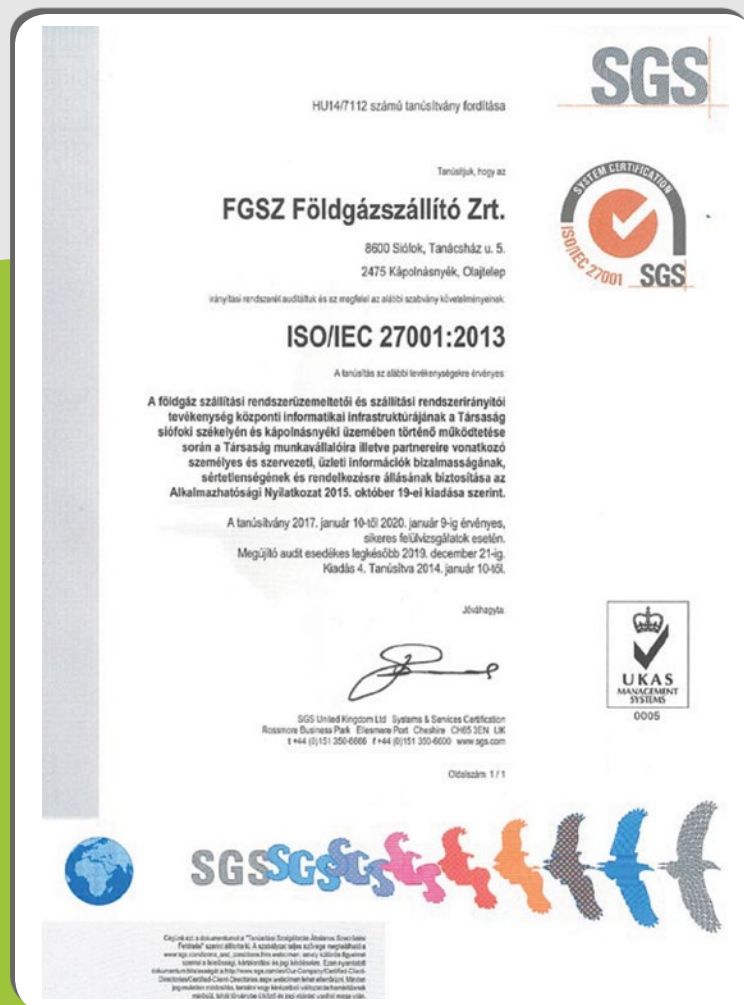 SGS
HU14/7112 számú tanúsítvány fordítása
Tanúsítjuk, hogy az
FGSZ Földgázszállító Zrt.
8600 Siófok, Tanácsház u. 5.
2475 Kápolnásnyék, Olajtelep
irányítási rendszerét auditáltuk és az megfelel az alábbi szabvány követelményeinek:
SYSTEM CERTIFICATION
ISO/IEC 27001
SGS
ISO/IEC 27001:2013
A tanúsítás az alábbi tevékenységekre érvényes:
A földgáz szállítási rendszerüzemeltetői és szállítási rendszerirányítói
tevékenység központi informatikai infrastruktúrájának a Társaság
siófoki székelyén és kápolnásnyéki üzemében történő működtetése
során a Társaság munkavállalóira illetve partnereire vonatkozó
személyes és szervezeti, üzleti információk bizalmasságának,
sértetlenségének és rendelkezésre állásának biztosítása az
Alkalmazhatósági Nyilatkozat 2015. október 19-ei kiadása szerint.
A tanúsítvány 2017. január 10-től 2020. január 9-ig érvényes,
sikeres felülvizsgálatok esetén.
Megújító audit esedékes legkésőbb 2019. december 21-ig.
Kiadás 4. Tanúsítva 2014. január 10-től.
Jóváhagyta
SGS United Kingdom Ltd Systems & Services Certification
Rossmore Business Park Ellesmere Port Cheshire CH65 3EN UK
t +44 (0)151 350-6666 f +44 (0)151 350-6600 www.sgs.com
Oldalszám 1 / 1
UKAS
MANAGEMENT
SYSTEMS
0005
SGSSGSSGS